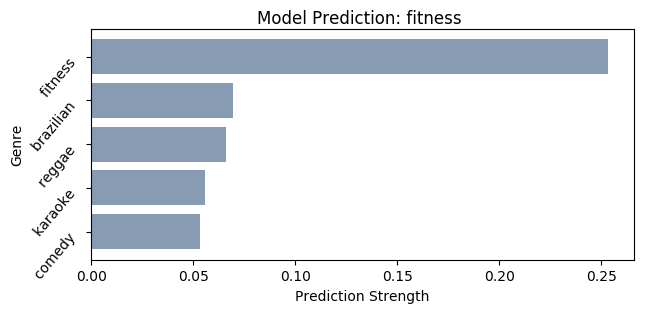 Model Prediction: fitness
Genre
fitness
brazilian
reggae
karaoke
comedy
0.00 0.05 0.10 0.15 0.20 0.25
Prediction Strength